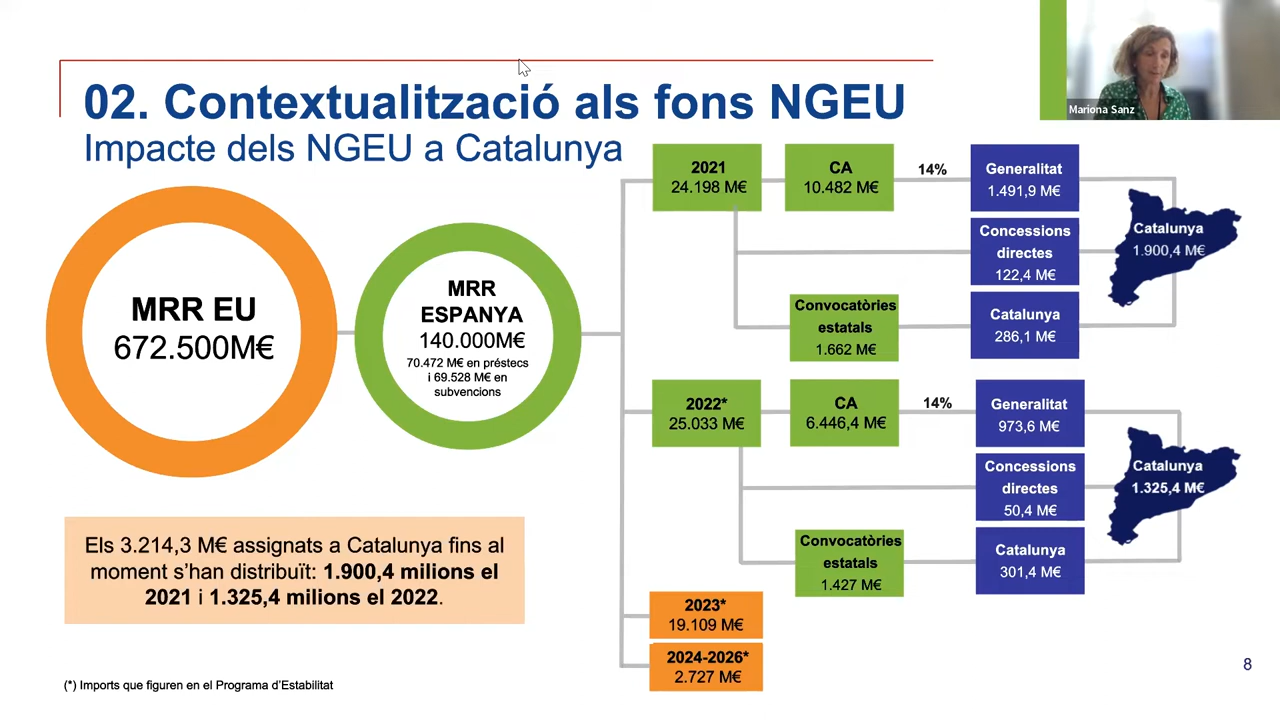 Mariona Sanz
02. Contextualització als fons NGEU
Impacte dels NGEU a Catalunya
MRR EU
672.500M€
MRR
ESPANYA
140.000M€
70.472 M€ en préstecs
i 69.528 M€ en
subvencions
2021
24.198 M€
CA
10.482 M€
14%
Generalitat
1.491,9 M€
Concessions
directes
122,4 M€
Convocatòries
estatals
1.662 M€
Catalunya
286,1 M€
Catalunya
1.900,4 M€
2022*
25.033 M€
CA
6.446,4 M€
14%
Generalitat
973,6 M€
Concessions
directes
50,4 M€
Convocatòries
estatals
1.427 M€
Catalunya
301,4 M€
Catalunya
1.325,4 M€
2023*
19.109 M€
2024-2026*
2.727 M€
Els 3.214,3 M€ assignats a Catalunya fins al
moment s’han distribuït: 1.900,4 milions el
2021 i 1.325,4 milions el 2022.
(*) Imports que figuren en el Programa d’Estabilitat
8